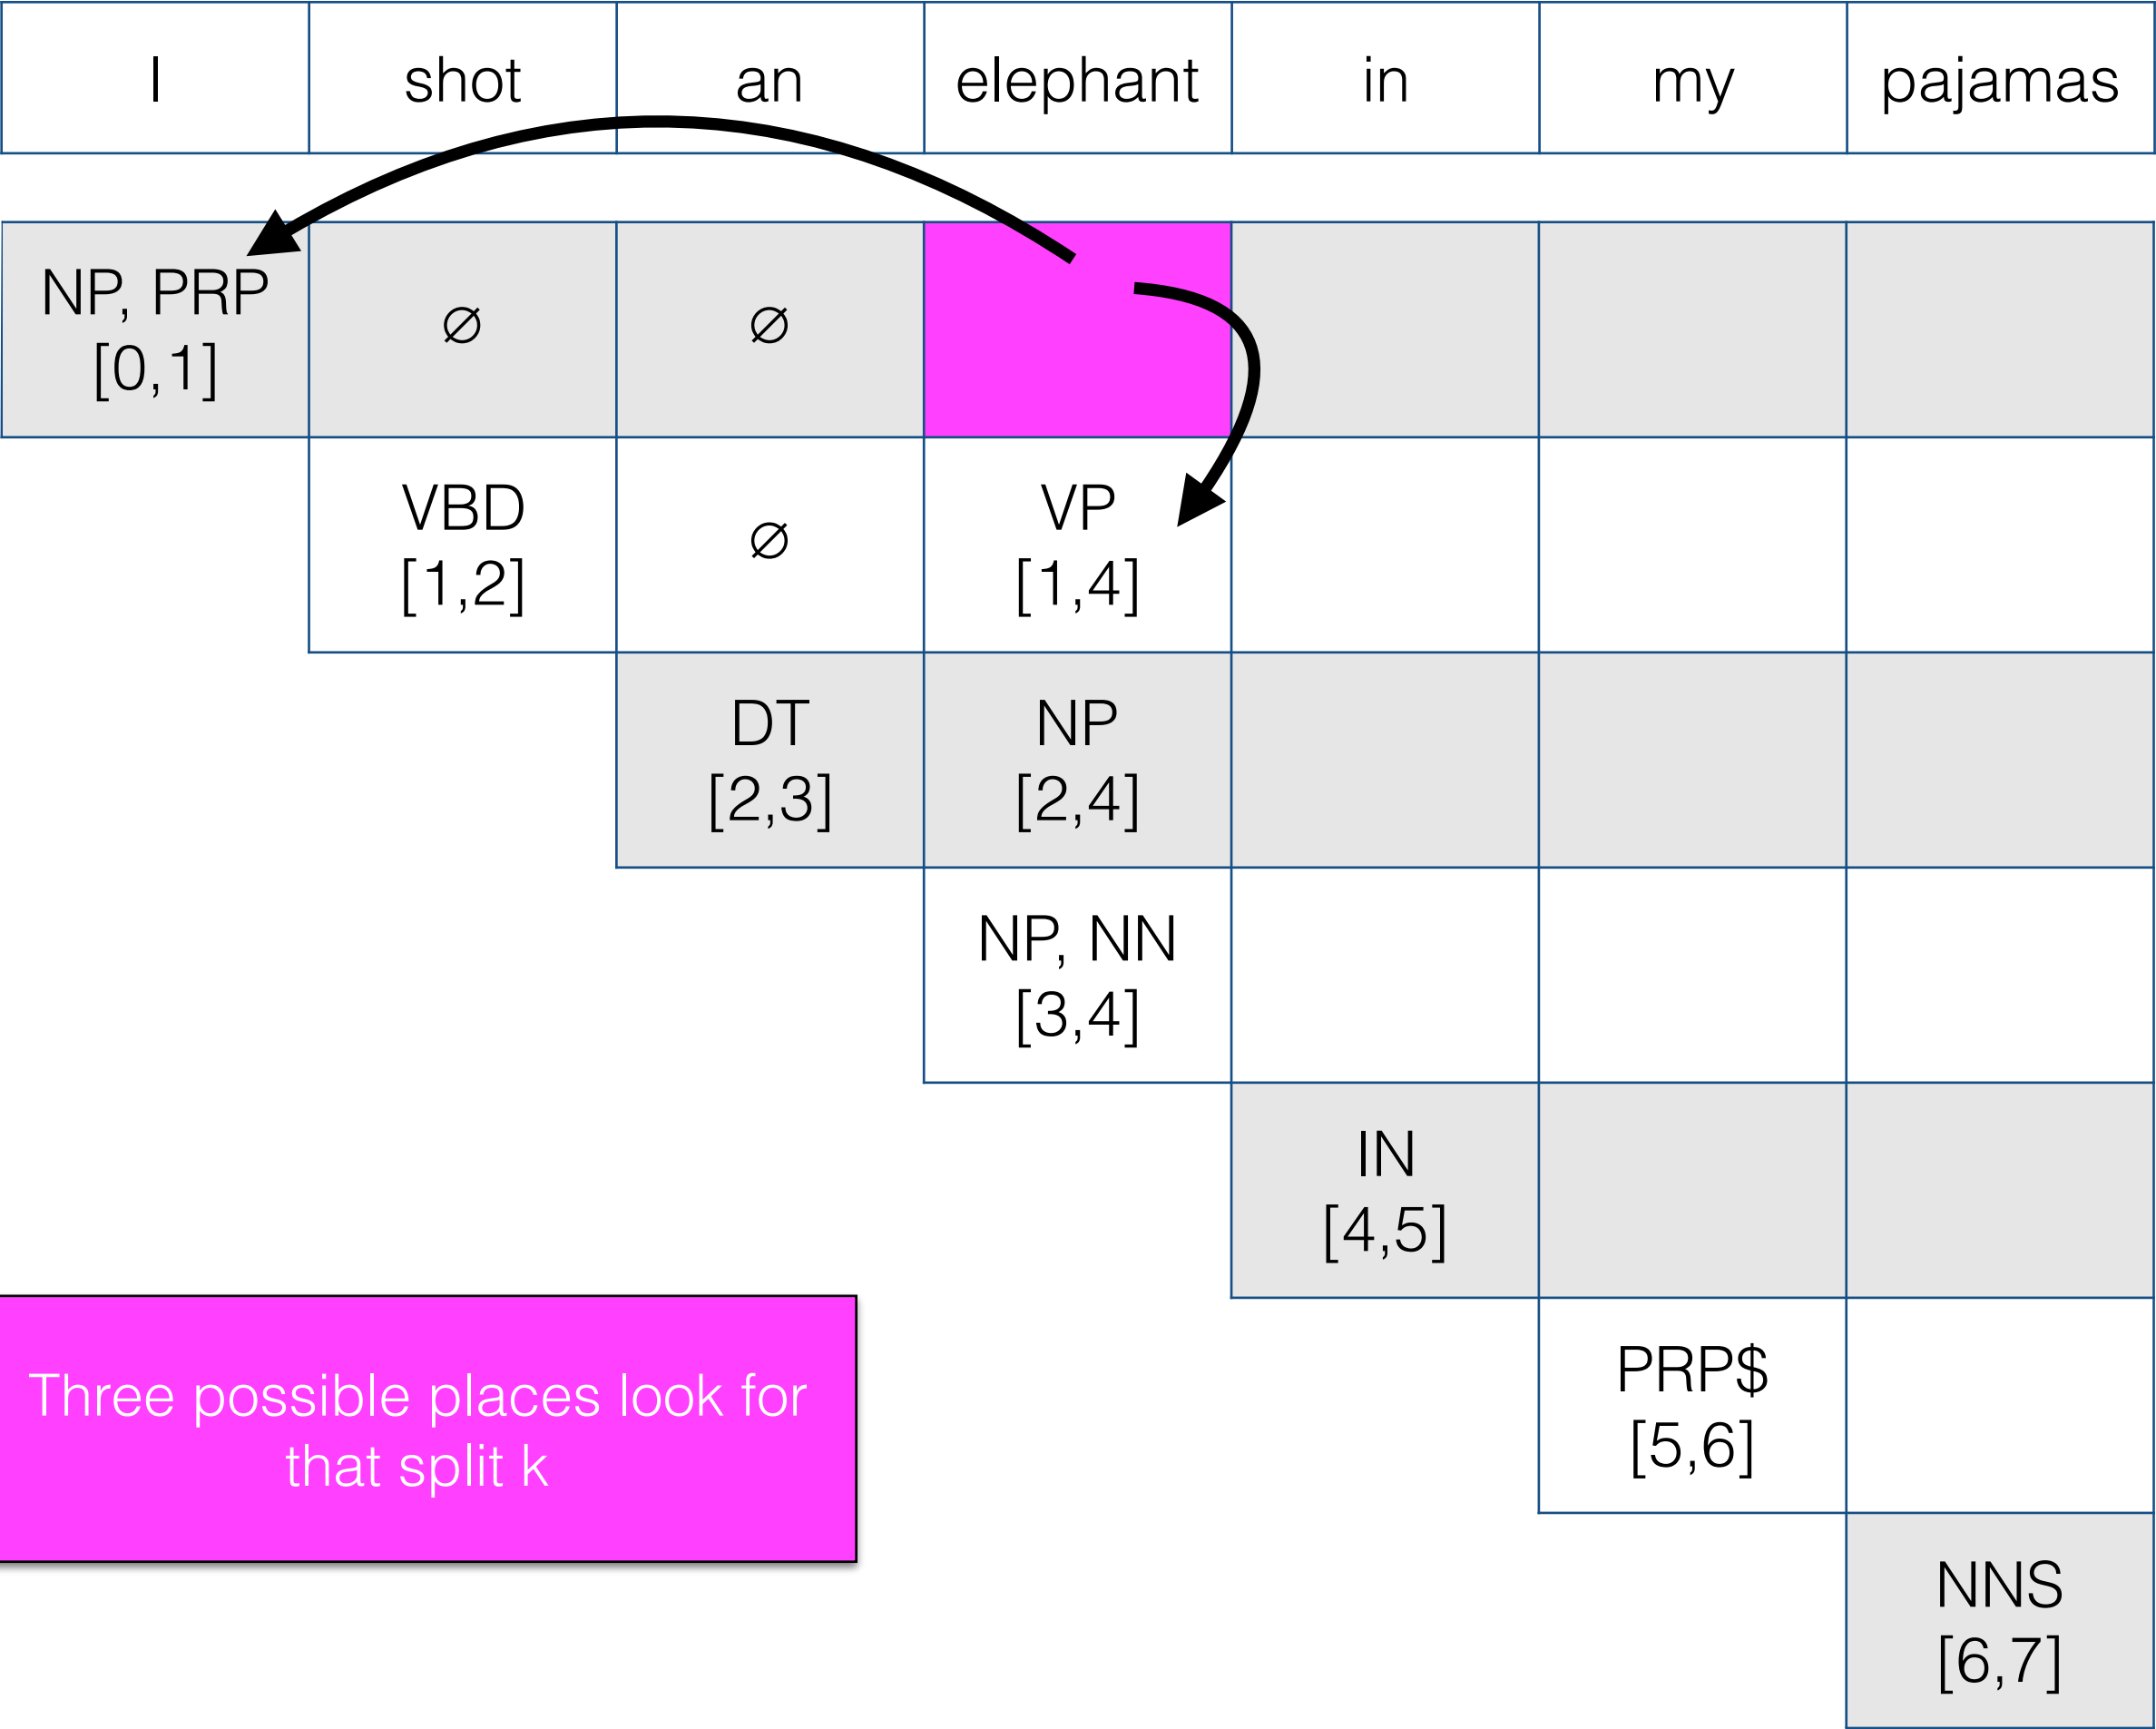 I shot an elephant in my pajamas
NP, PRP
[0,1]
∅
∅
VBD
[1,2]
∅
VP
[1,4]
DT
[2,3]
NP
[2,4]
NP, NN
[3,4]
IN
[4,5]
PRP$
[5,6]
NNS
[6,7]
Three possible places look for
that split k